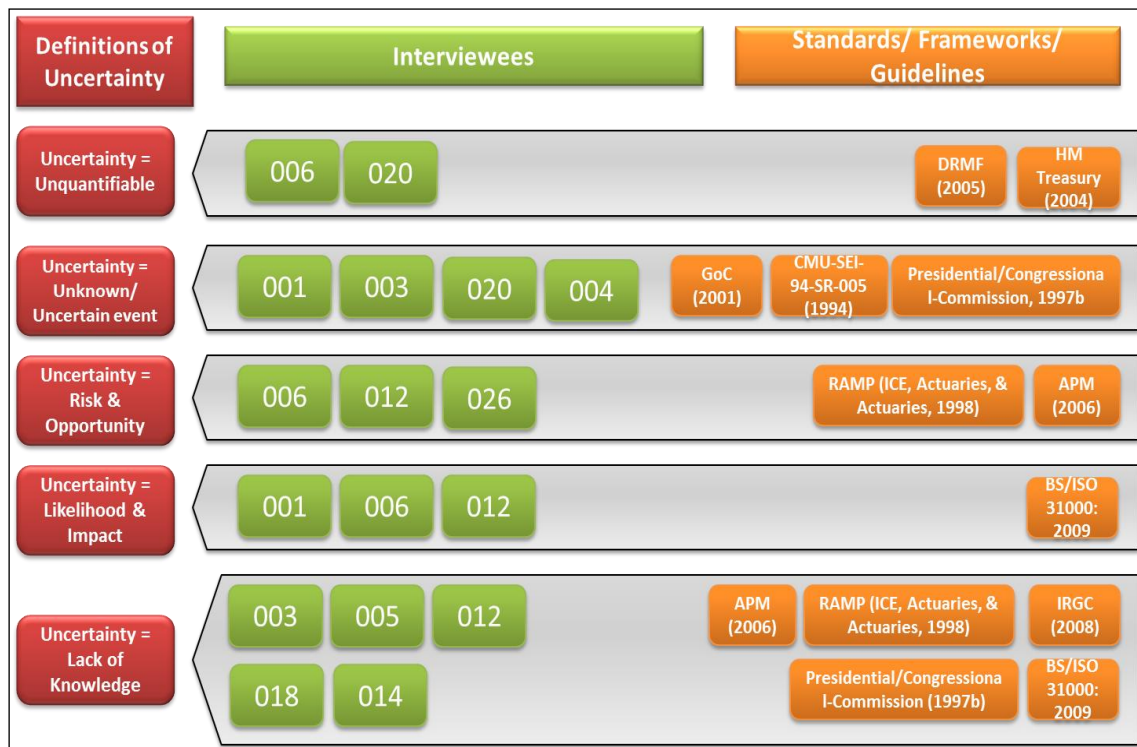 Definitions of
Uncertainty
Interviewees
Standards/ Frameworks/
Guidelines
Uncertainty =
Unquantifiable
006
020
DRMF
(2005)
HM
Treasury
(2004)
Uncertainty =
Unknown/
Uncertain event
001
003
020
004
GoC
(2001)
CMU-SEI-
94-SR-005
(1994)
Presidential/Congressiona
l-Commission, 1997b
Uncertainty =
Risk &
Opportunity
006
012
026
RAMP (ICE, Actuaries, &
Actuaries, 1998)
APM
(2006)
Uncertainty =
Likelihood &
Impact
001
006
012
BS/ISO
31000:
2009
Uncertainty =
Lack of
Knowledge
003
005
012
018
014
APM
(2006)
RAMP (ICE, Actuaries, &
Actuaries, 1998)
IRGC
(2008)
Presidential/Congressiona
l-Commission (1997b)
BS/ISO
31000:
2009